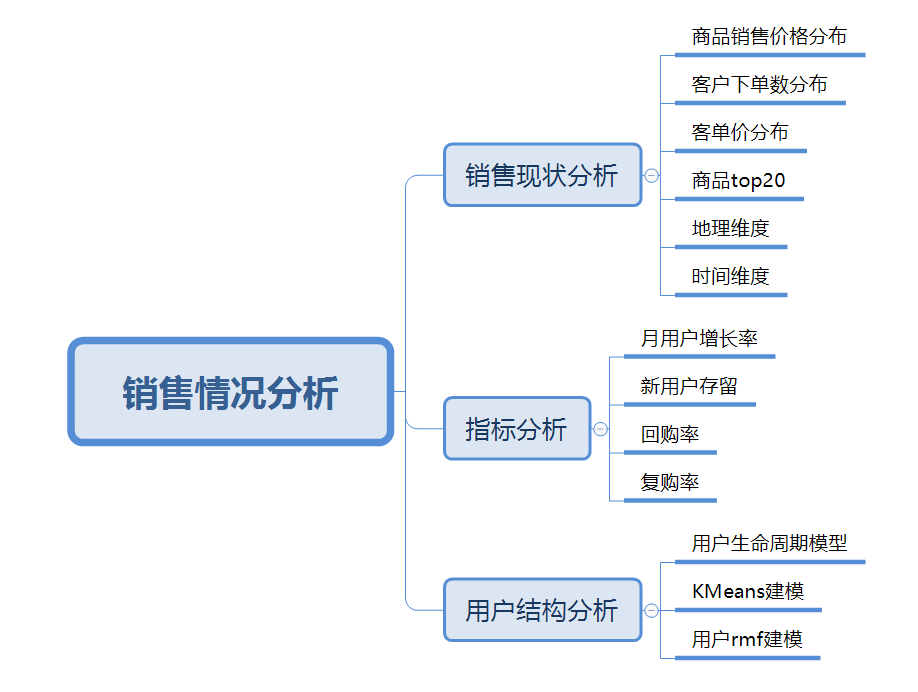 销售情况分析
销售现状分析
商品销售价格分布
客户下单数分布
客单价分布
商品top20
地理维度
时间维度
指标分析
月用户增长率
新用户存留
回购率
复购率
用户结构分析
用户生命周期模型
KMeans建模
用户rmf建模